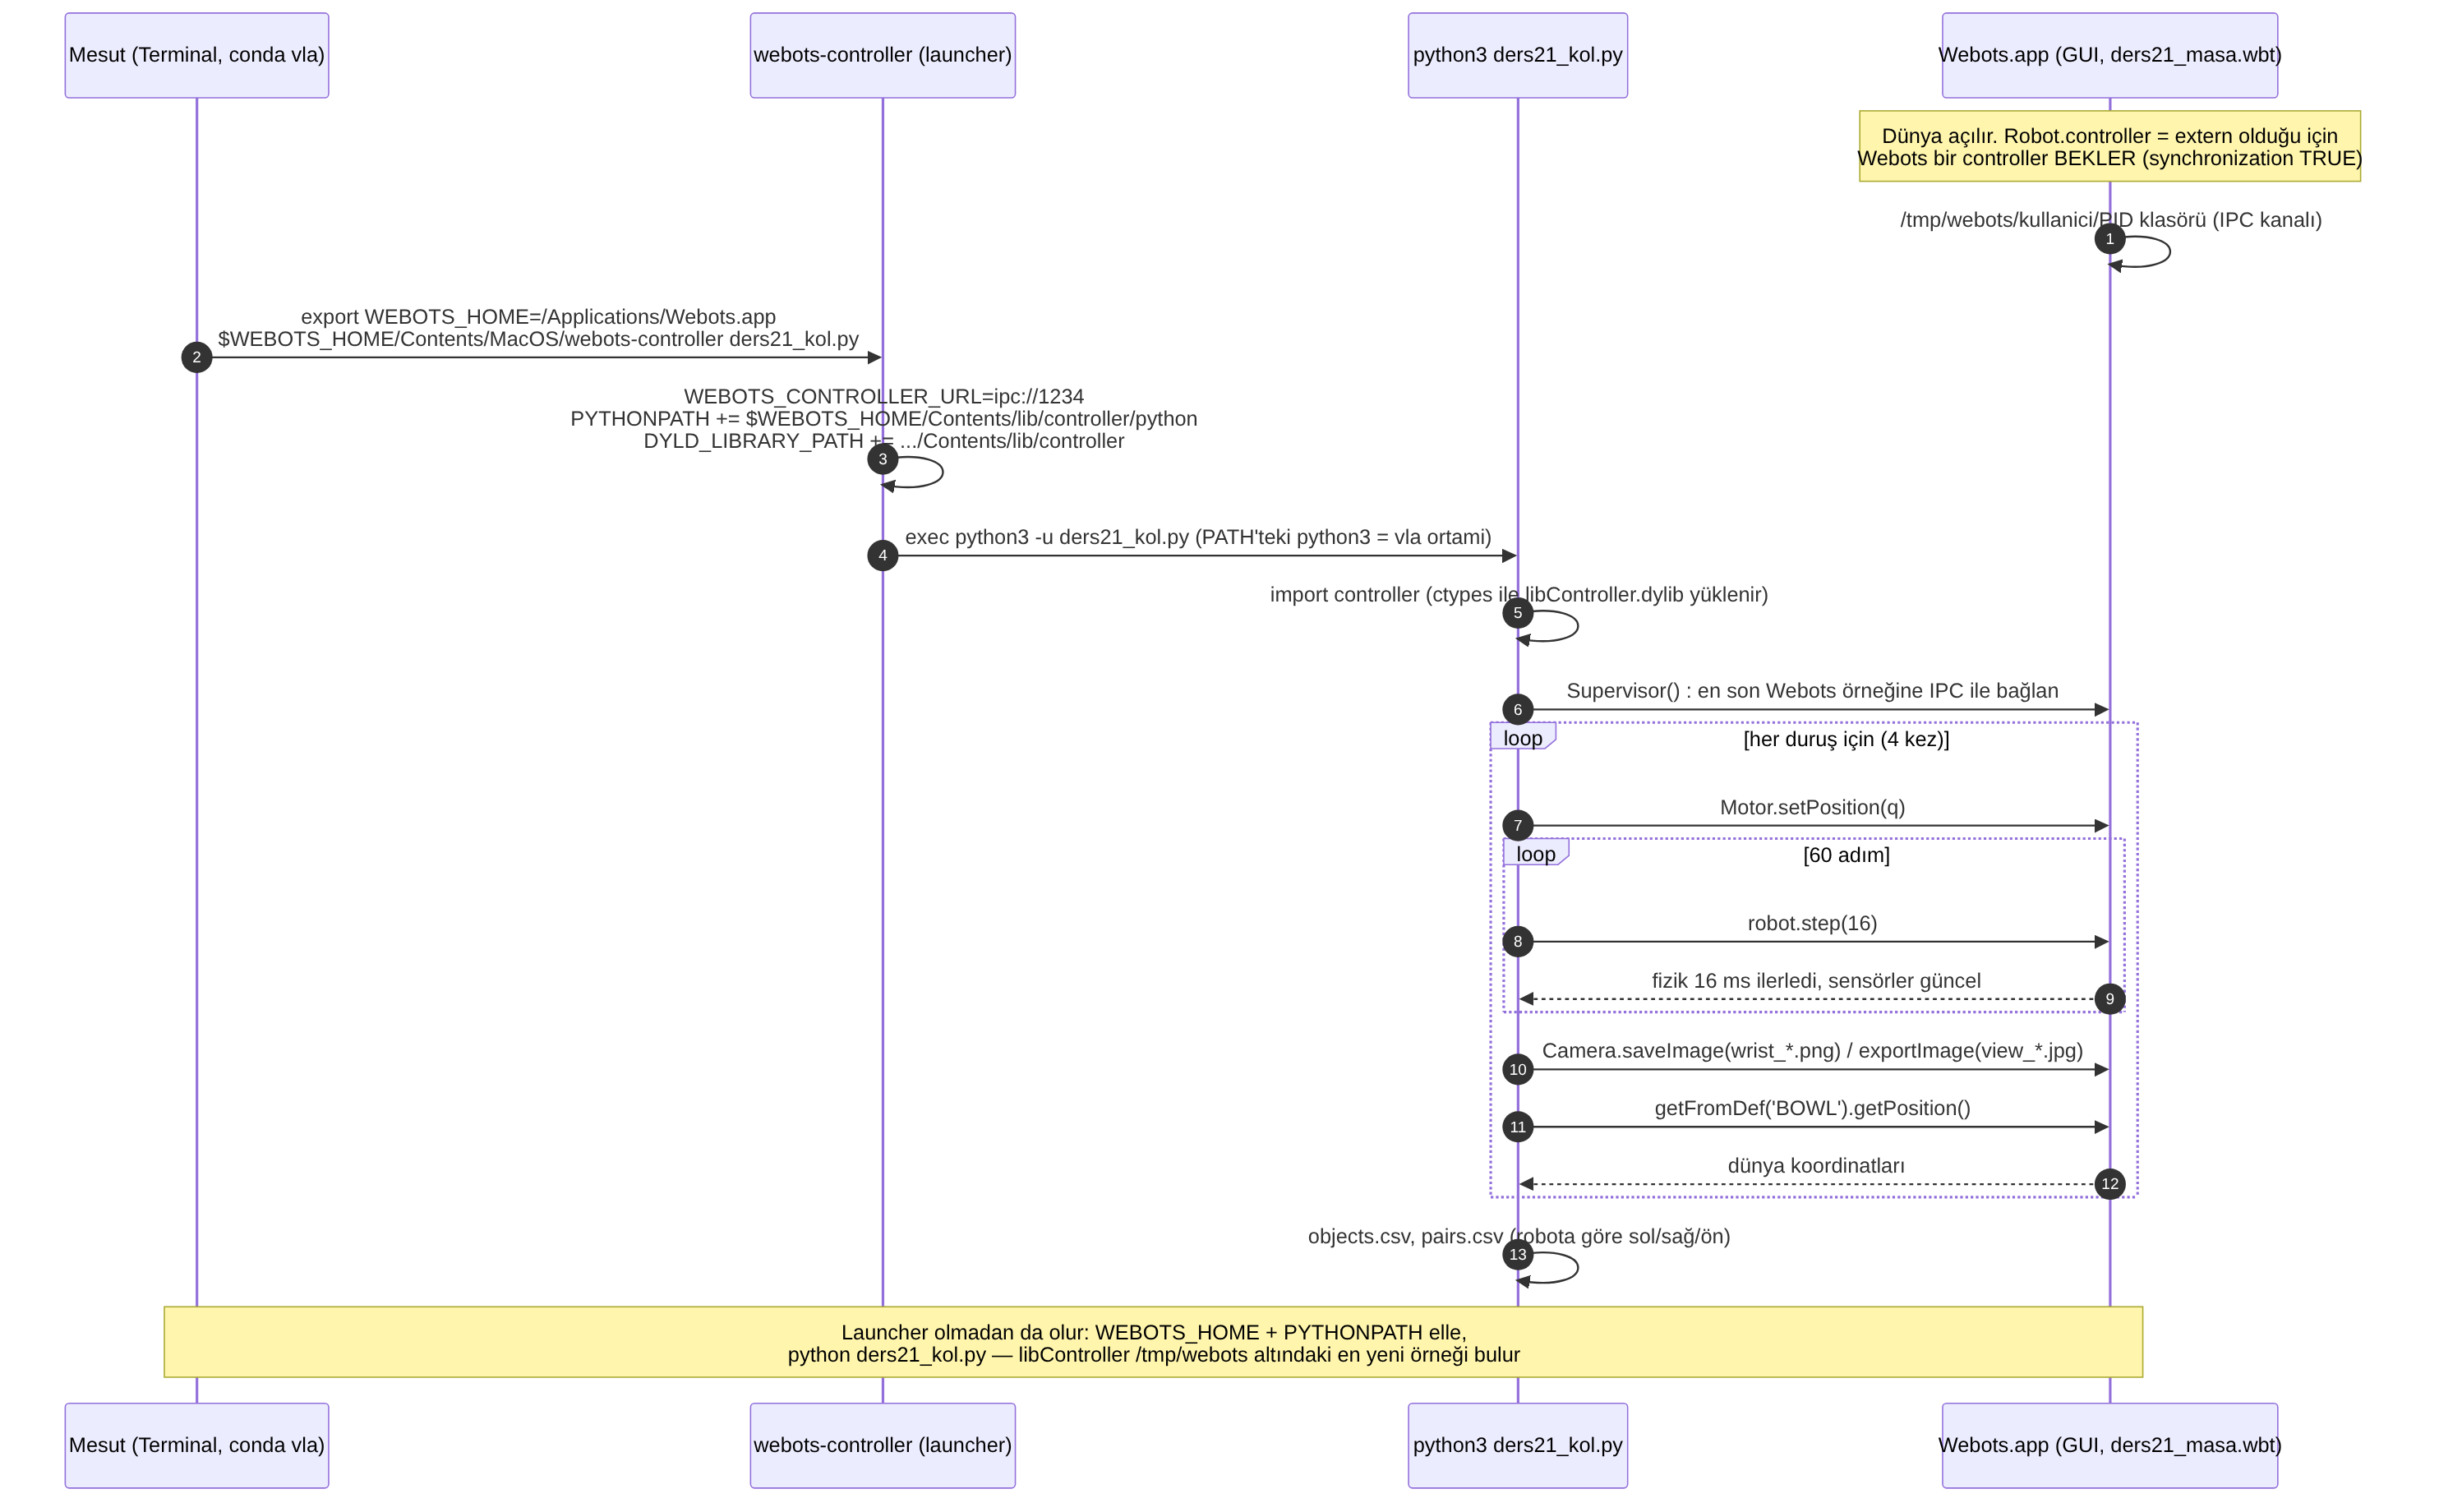 Mesut (Terminal, conda vla)
webots-controller (launcher)
python3 ders21_kol.py
Webots.app (GUI, ders21_masa.wbt)
Dünya açılır. Robot.controller = extern olduğu için
Webots bir controller BEKLER (synchronization TRUE)
/tmp/webots/kullanici/PID klasörü (IPC kanalı)
1
export WEBOTS_HOME=/Applications/Webots.app
$WEBOTS_HOME/Contents/MacOS/webots-controller ders21_kol.py
2
WEBOTS_CONTROLLER_URL=ipc://1234
PYTHONPATH += $WEBOTS_HOME/Contents/lib/controller/python
DYLD_LIBRARY_PATH += .../Contents/lib/controller
3
exec python3 -u ders21_kol.py (PATH'teki python3 = vla ortami)
4
import controller (ctypes ile libController.dylib yüklenir)
5
Supervisor() : en son Webots örneğine IPC ile bağlan
6
loop
[her duruş için (4 kez)]
Motor.setPosition(q)
7
loop
[60 adım]
robot.step(16)
8
fizik 16 ms ilerledi, sensörler güncel
9
Camera.saveImage(wrist_*.png) / exportImage(view_*.jpg)
10
getFromDef('BOWL').getPosition()
11
dünya koordinatları
12
objects.csv, pairs.csv (robota göre sol/sağ/ön)
13
Launcher olmadan da olur: WEBOTS_HOME + PYTHONPATH elle,
python ders21_kol.py — libController /tmp/webots altındaki en yeni örneği bulur
Mesut (Terminal, conda vla)
webots-controller (launcher)
python3 ders21_kol.py
Webots.app (GUI, ders21_masa.wbt)